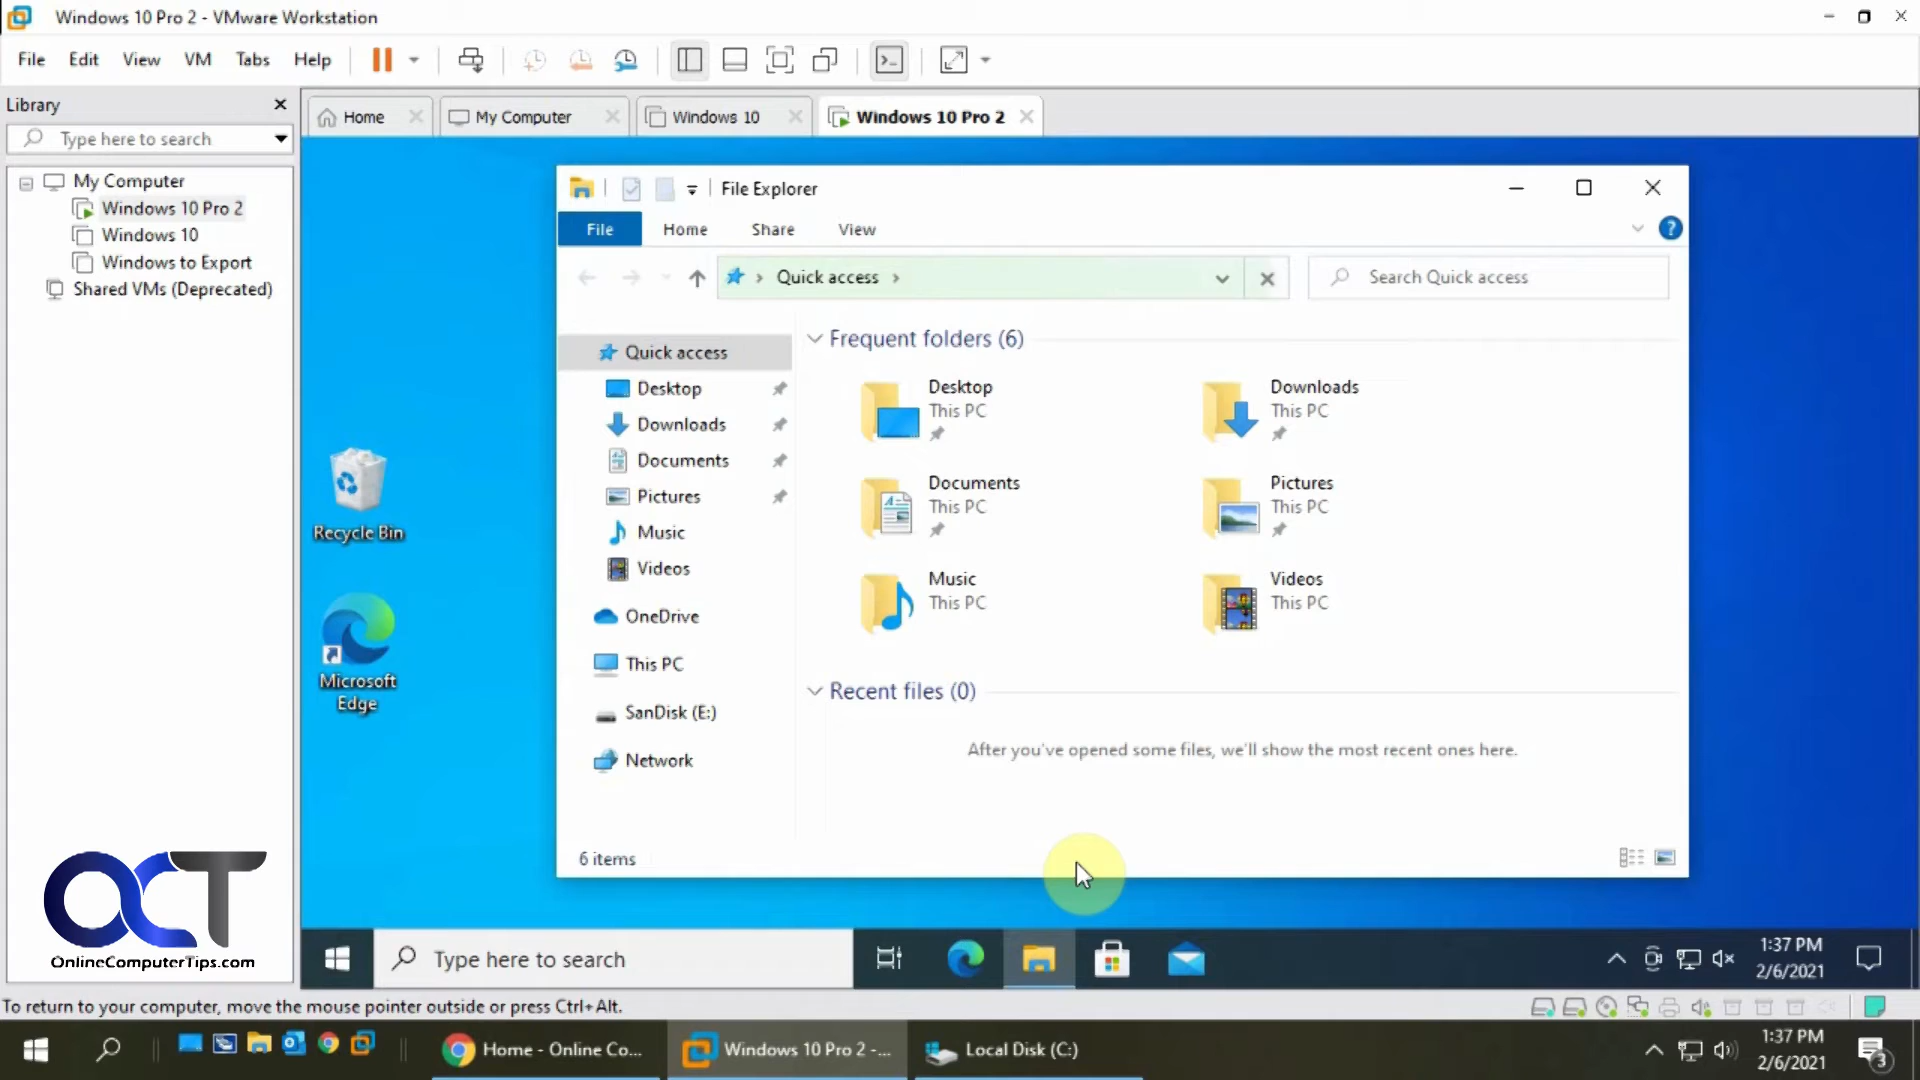 Windows 10 Pro 2 - VMware Workstation
File Edit View VM Tabs Help
Library
Type here to search
My Computer
Windows 10 Pro 2
Windows 10
Windows to Export
Shared VMs (Deprecated)
Home
My Computer
Windows 10
Windows 10 Pro 2
File Explorer
File Home Share View
Quick access
Search Quick access
Quick access
Desktop
Downloads
Documents
Pictures
Music
Videos
OneDrive
This PC
SanDisk (E:)
Network
Frequent folders (6)
Desktop
This PC
Downloads
This PC
Documents
This PC
Pictures
This PC
Music
This PC
Videos
This PC
Recent files (0)
After you've opened some files, we'll show the most recent ones here.
6 items
Recycle Bin
Microsoft
Edge
OCT
OnlineComputerTips.com
Type here to search
1:37 PM
2/6/2021
To return to your computer, move the mouse pointer outside or press Ctrl+Alt.
Home - Online Co...
Windows 10 Pro 2 -...
Local Disk (C:)
1:37 PM
2/6/2021
3